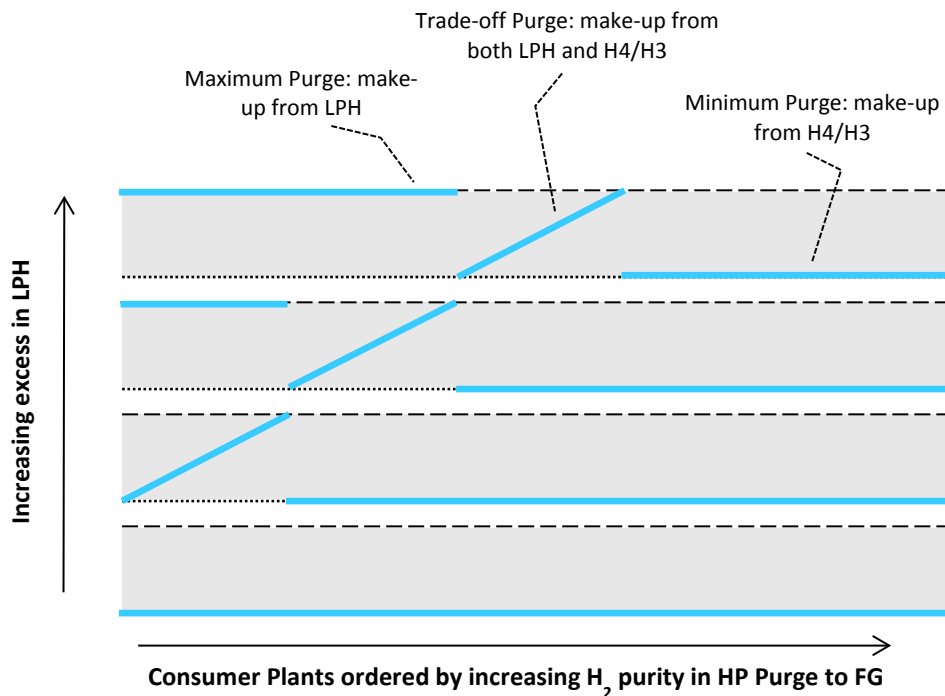 Trade-off Purge: make-up from
both LPH and H4/H3
Maximum Purge: make-
up from LPH
Minimum Purge: make-up
from H4/H3
Increasing excess in LPH
Consumer Plants ordered by increasing H2 purity in HP Purge to FG